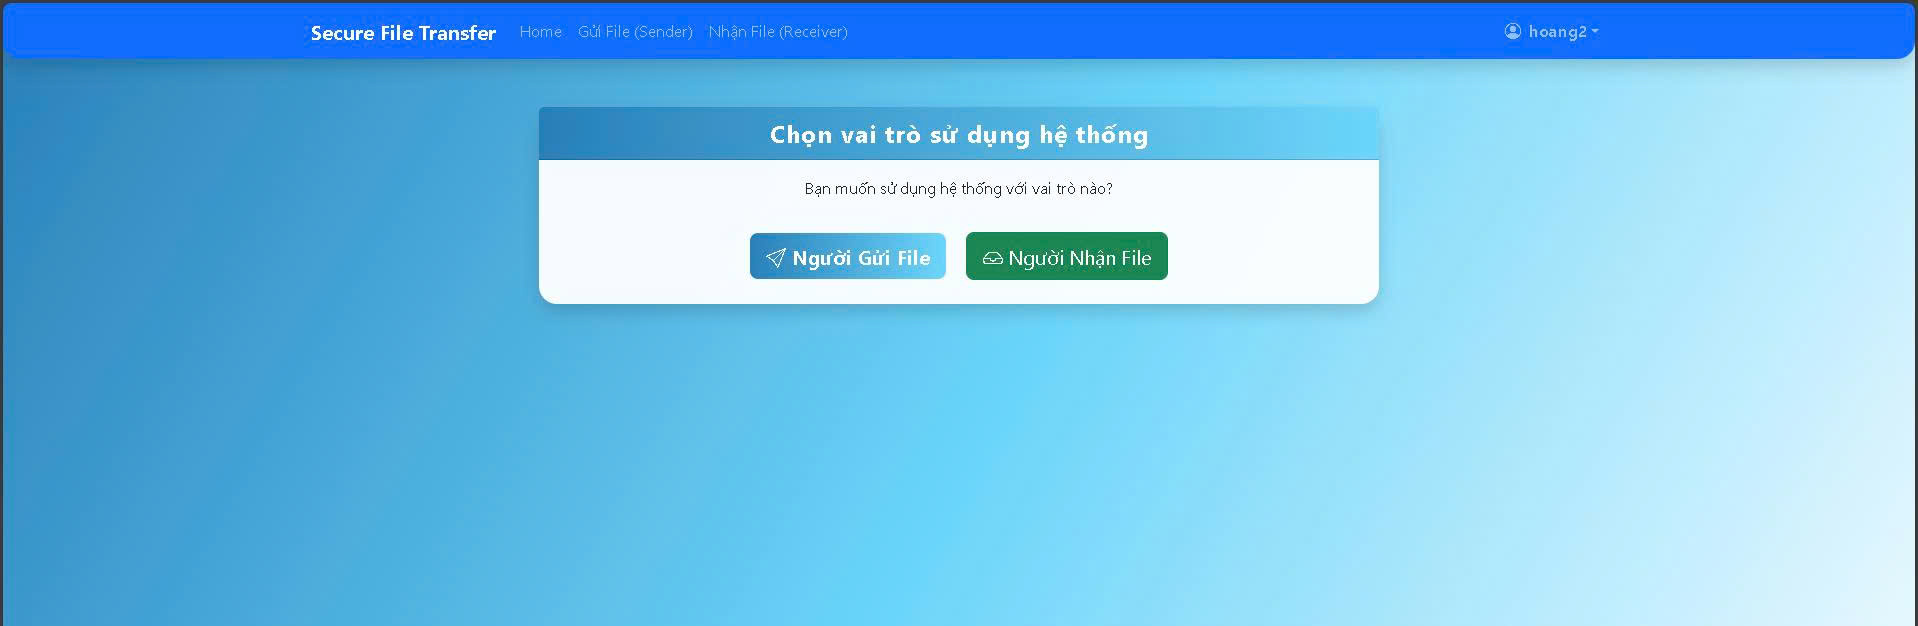 Secure File Transfer Home Gửi File (Sender) Nhận File (Receiver) hoang2
Chọn vai trò sử dụng hệ thống
Bạn muốn sử dụng hệ thống với vai trò nào?
Người Gửi File Người Nhận File